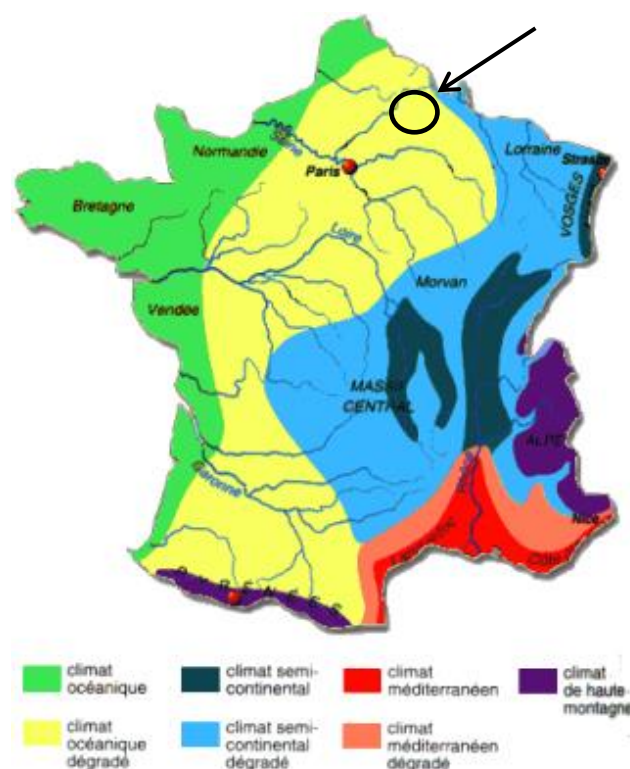 Normandie
Seine
Paris
Lorraine
VOSGES
Bretagne
Loire
Morvan
Vendée
MASSIF
CENTRAL
ALPES
Garonne
Nice
PYRENEES
climat
océanique
climat semi-
continental
climat
méditerranéen
climat
de haute
montagne
climat
océanique
dégradé
climat semi-
continental
dégradé
climat
méditerranéen
dégradé